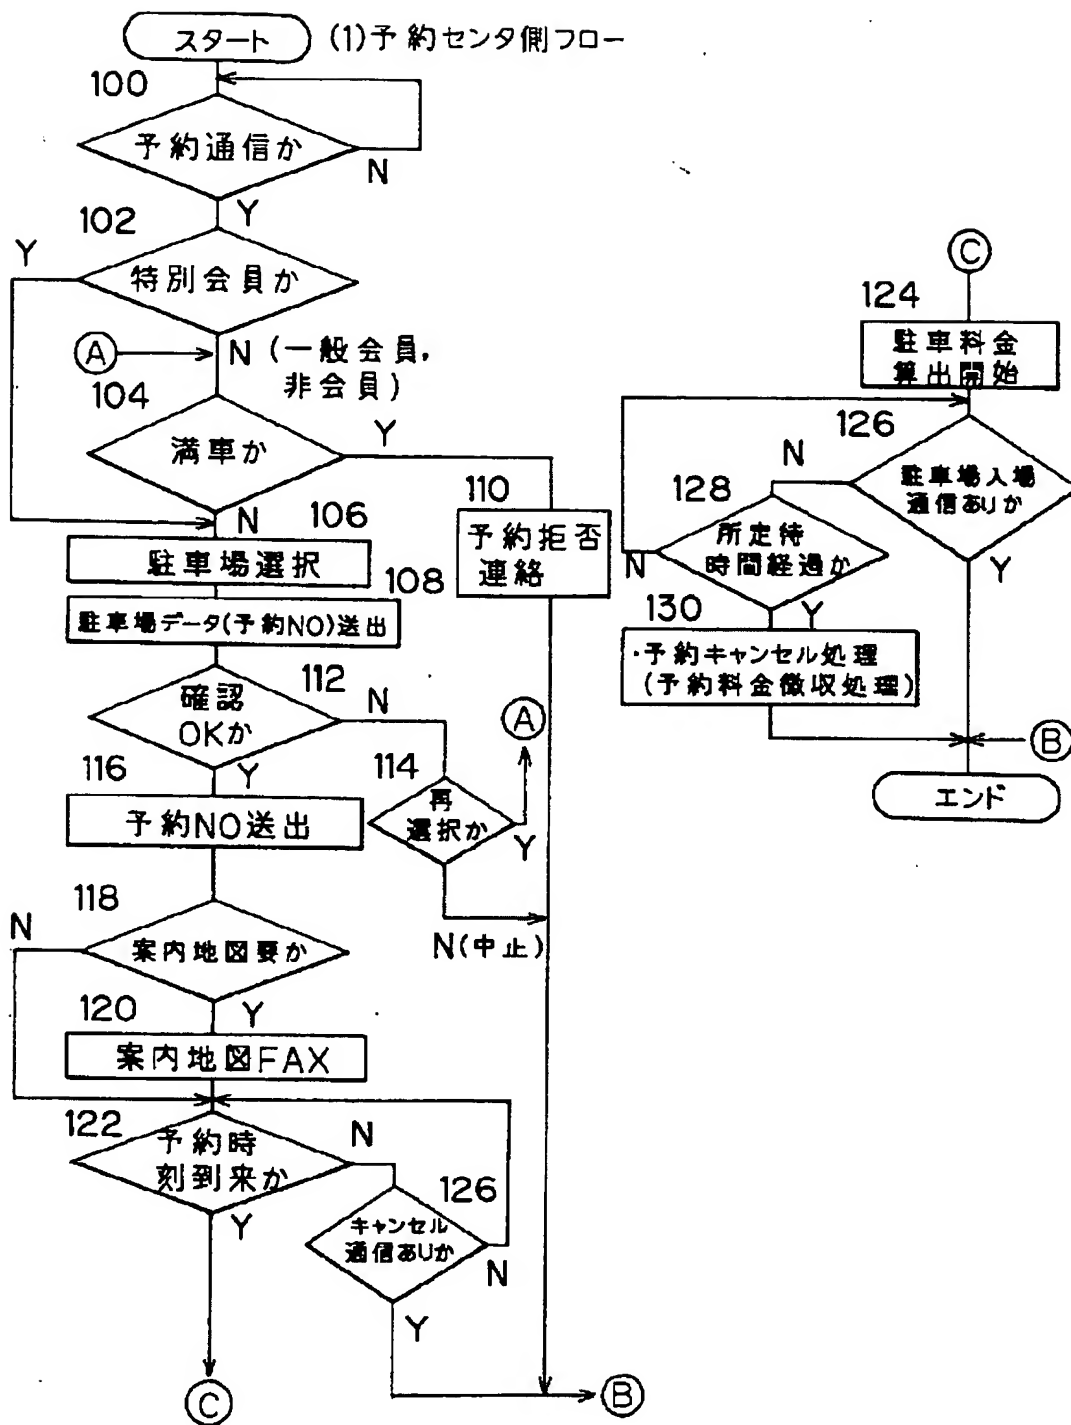 スタート
(1)予約センタ側フロー
100
予約通信か
N
Y
102
Y
特別会員か
A
N (一般会員,
非会員)
104
Y
満車か
N
106
110
駐車場選択
予約拒否
連絡
108
駐車場データ(予約NO)送出
112
確認
OKか
N
Y
A
114
再
選択か
Y
N(中止)
116
予約NO送出
118
N
案内地図要か
Y
120
案内地図FAX
122
予約時
刻到来か
N
Y
126
キャンセル
通信ありか
N
Y
C
B
C
124
駐車料金
算出開始
126
駐車場入場
通信ありか
N
Y
128
所定待
時間経過か
N
Y
130
・予約キャンセル処理
(予約料金徴収処理)
B
エンド